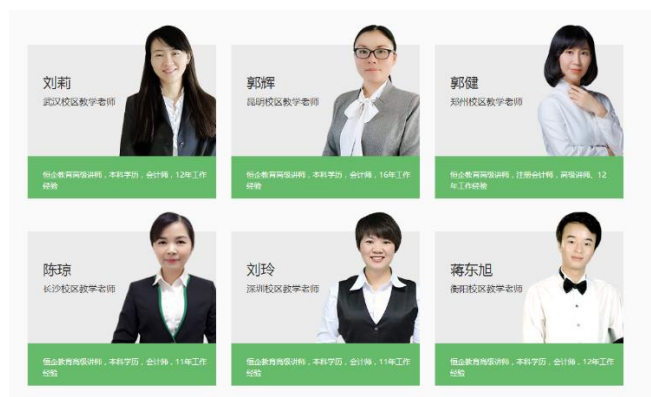 刘莉
武汉校区教学老师
恒企教育高级讲师，本科学历，会计师，12年工作
经验
郭辉
昆明校区教学老师
恒企教育高级讲师，本科学历，会计师，16年工作
经验
郭健
郑州校区教学老师
恒企教育高级讲师，注册会计师，高级讲师、12
年工作经验
陈琼
长沙校区教学老师
恒企教育高级讲师，本科学历，会计师，11年工作
经验
刘玲
深圳校区教学老师
恒企教育高级讲师，本科学历，会计师，11年工作
经验
蒋东旭
衡阳校区教学老师
恒企教育高级讲师，本科学历，会计师，12年工作
经验